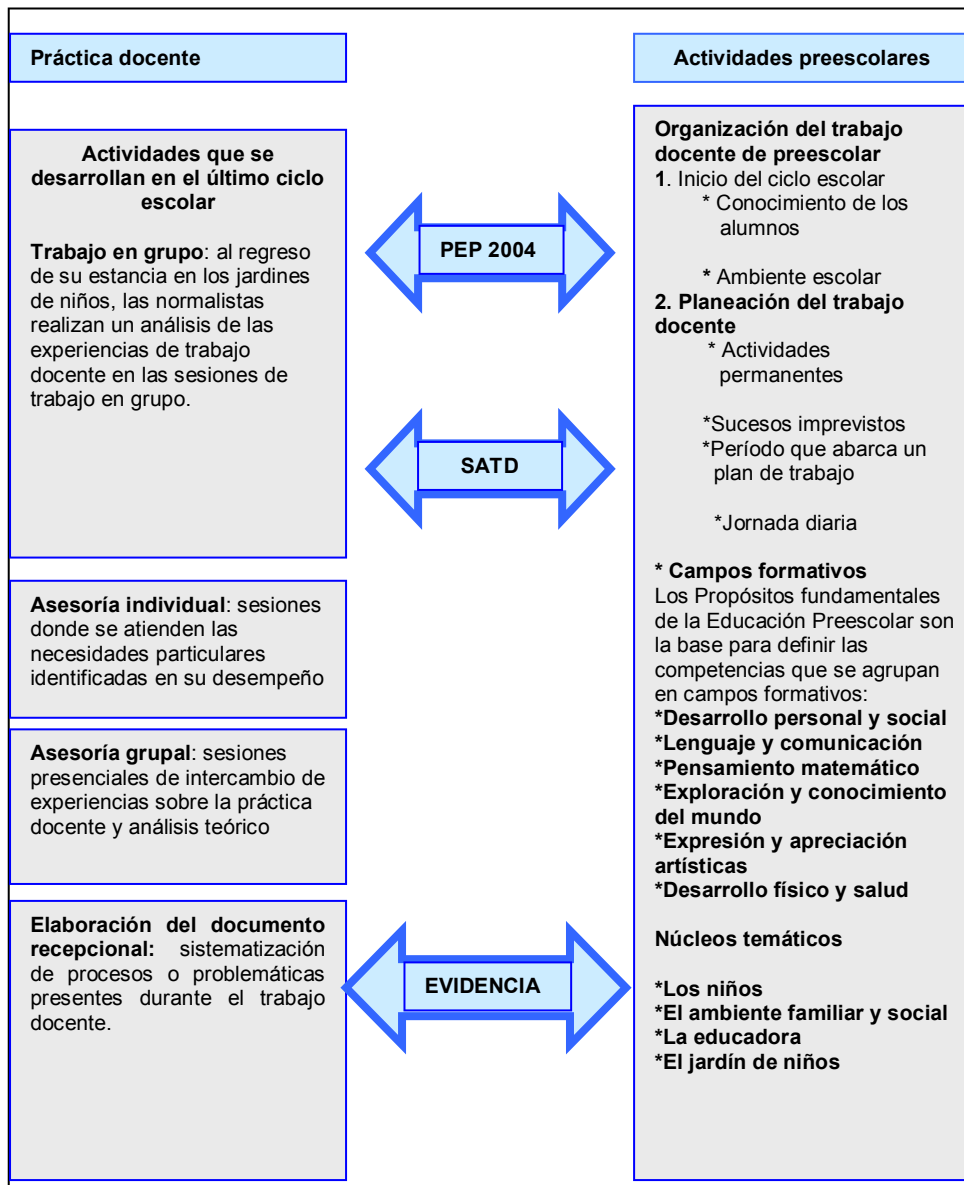 Práctica docente
Actividades que se
desarrollan en el último ciclo
escolar
Trabajo en grupo: al regreso
de su estancia en los jardines
de niños, las normalistas
realizan un análisis de las
experiencias de trabajo
docente en las sesiones de
trabajo en grupo.
Asesoría individual: sesiones
donde se atienden las
necesidades particulares
identificadas en su desempeño
Asesoría grupal: sesiones
presenciales de intercambio de
experiencias sobre la práctica
docente y análisis teórico
Elaboración del documento
recepcional: sistematización
de procesos o problemáticas
presentes durante el trabajo
docente.
PEP 2004
SATD
EVIDENCIA
Actividades preescolares
Organización del trabajo
docente de preescolar
1. Inicio del ciclo escolar
* Conocimiento de los
alumnos
* Ambiente escolar
2. Planeación del trabajo
docente
* Actividades
permanentes
*Sucesos imprevistos
*Período que abarca un
plan de trabajo
*Jornada diaria
* Campos formativos
Los Propósitos fundamentales
de la Educación Preescolar son
la base para definir las
competencias que se agrupan
en campos formativos:
*Desarrollo personal y social
*Lenguaje y comunicación
*Pensamiento matemático
*Exploración y conocimiento
del mundo
*Expresión y apreciación
artísticas
*Desarrollo físico y salud
Núcleos temáticos
*Los niños
*El ambiente familiar y social
*La educadora
*El jardín de niños